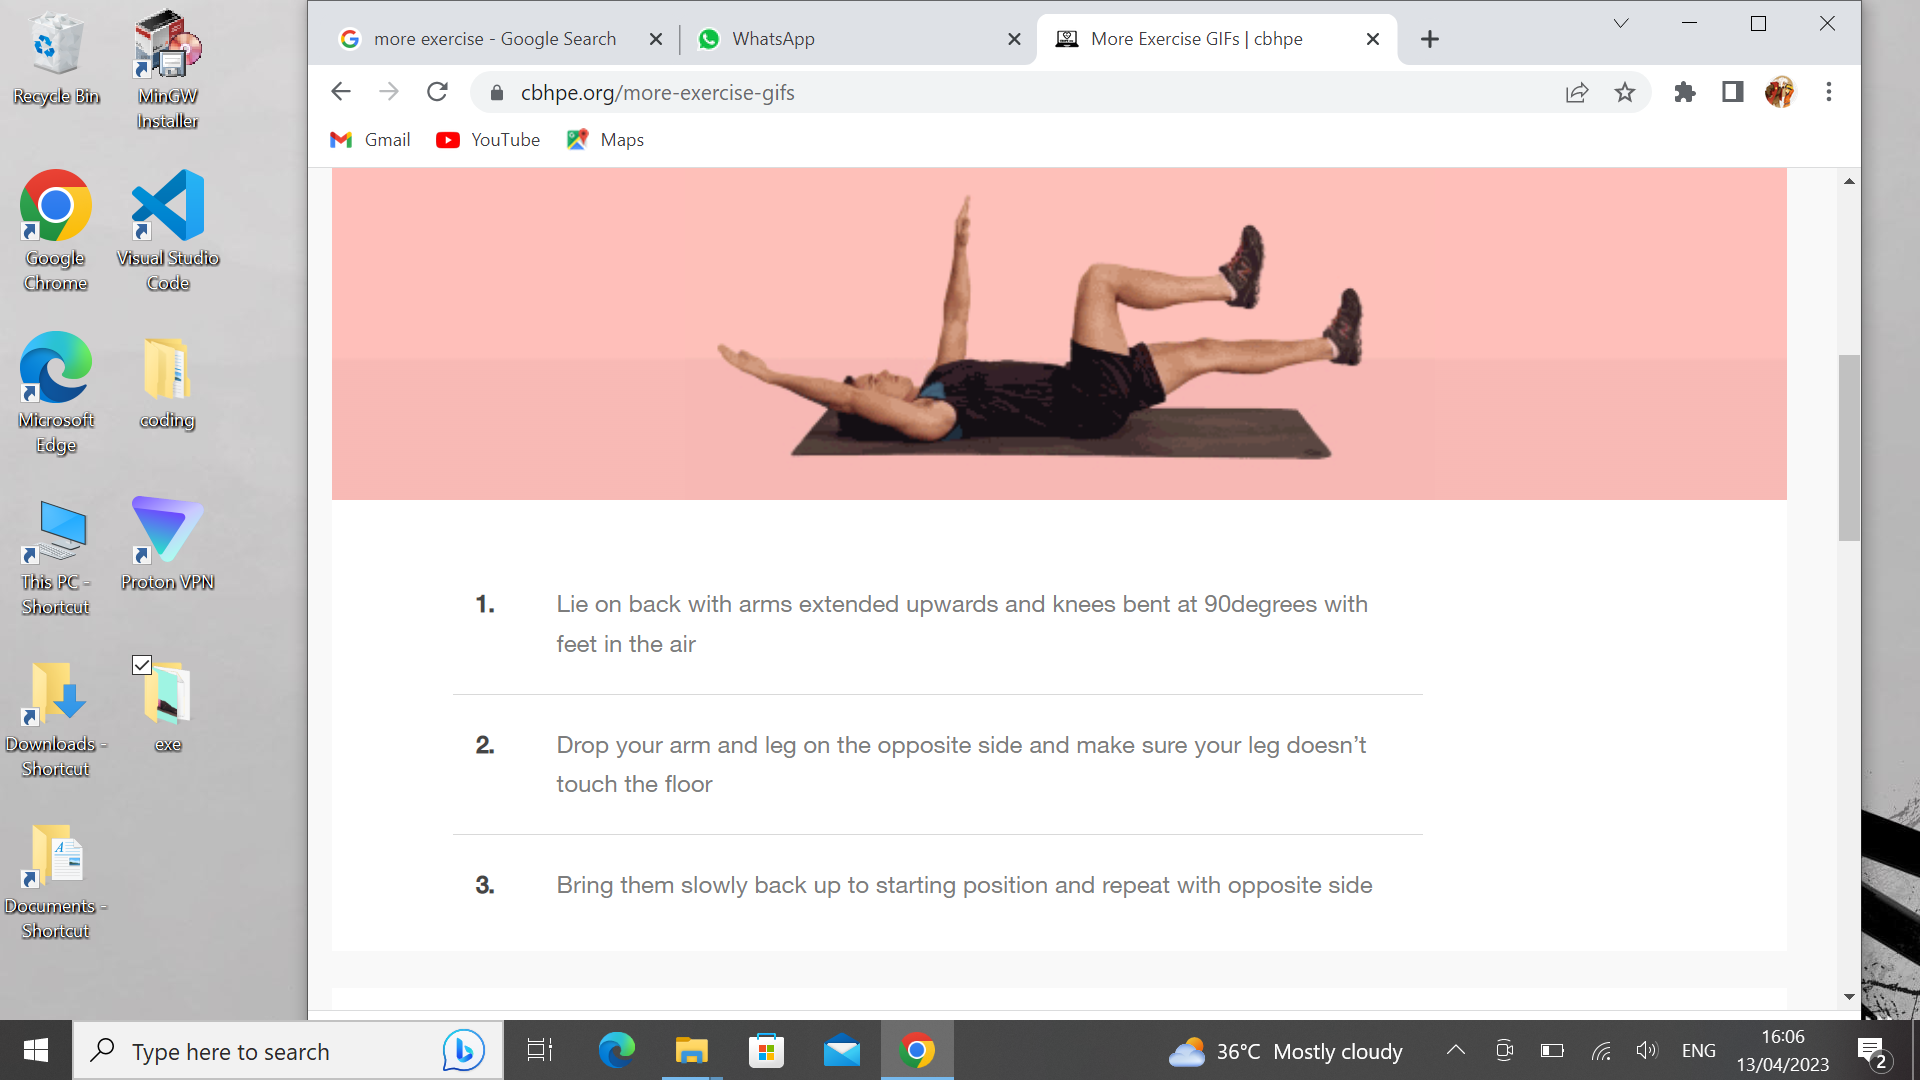 Recycle Bin
MinGW
Installer
Google
Chrome
Visual Studio
Code
Microsoft
Edge
coding
This PC -
Shortcut
Proton VPN
Downloads -
Shortcut
exe
Documents -
Shortcut
more exercise - Google Search
WhatsApp
More Exercise GIFs | cbhpe
cbhpe.org/more-exercise-gifs
Gmail
YouTube
Maps
1. Lie on back with arms extended upwards and knees bent at 90degrees with
feet in the air
2. Drop your arm and leg on the opposite side and make sure your leg doesn’t
touch the floor
3. Bring them slowly back up to starting position and repeat with opposite side
Type here to search
36°C Mostly cloudy
ENG
16:06
13/04/2023
2